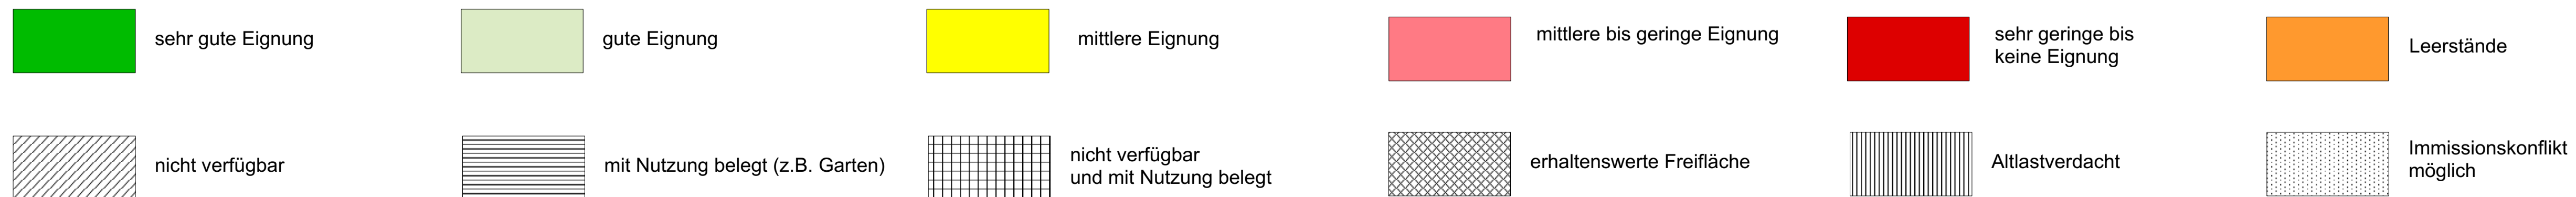 sehr gute Eignung
gute Eignung
mittlere Eignung
mittlere bis geringe Eignung
sehr geringe bis
keine Eignung
Leerstände
nicht verfügbar
mit Nutzung belegt (z.B. Garten)
nicht verfügbar
und mit Nutzung belegt
erhaltenswerte Freifläche
Altlastverdacht
Immissionskonflikt
möglich